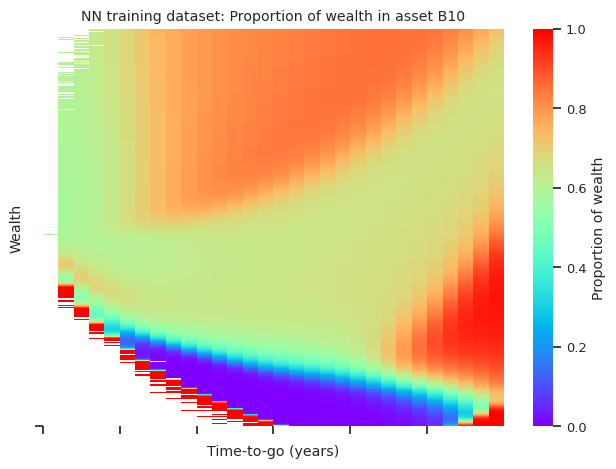 NN training dataset: Proportion of wealth in asset B10
Wealth
Time-to-go (years)
1.0
0.8
0.6
0.4
0.2
0.0
Proportion of wealth